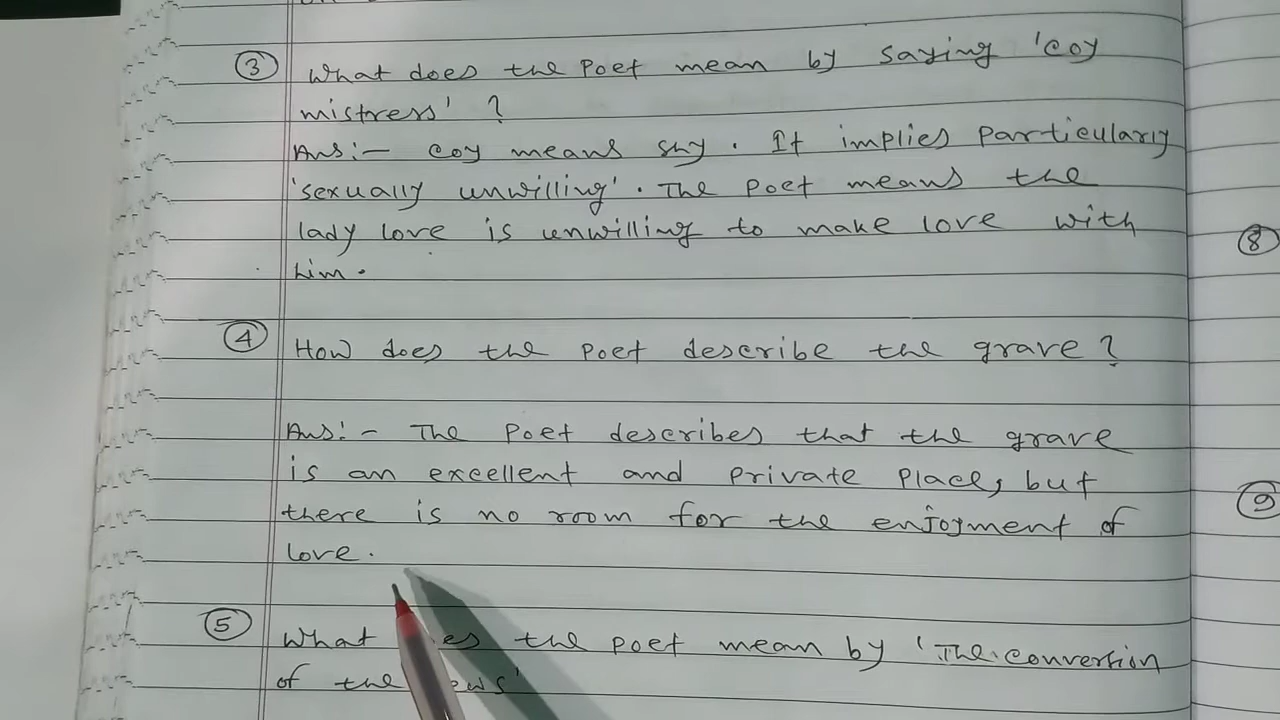 ③ What does the Poet mean by saying 'coy
mistress' ?
Ans:- coy means shy. It implies particularly
'sexually unwilling'. The poet means the
lady love is unwilling to make love with
him.
④ How does the poet describe the grave?
Ans:- The Poet describes that the grave
is an excellent and private place, but
there is no room for the enjoyment of
love.
⑤ What the poet mean by 'The convertion
of the
⑧
⑨